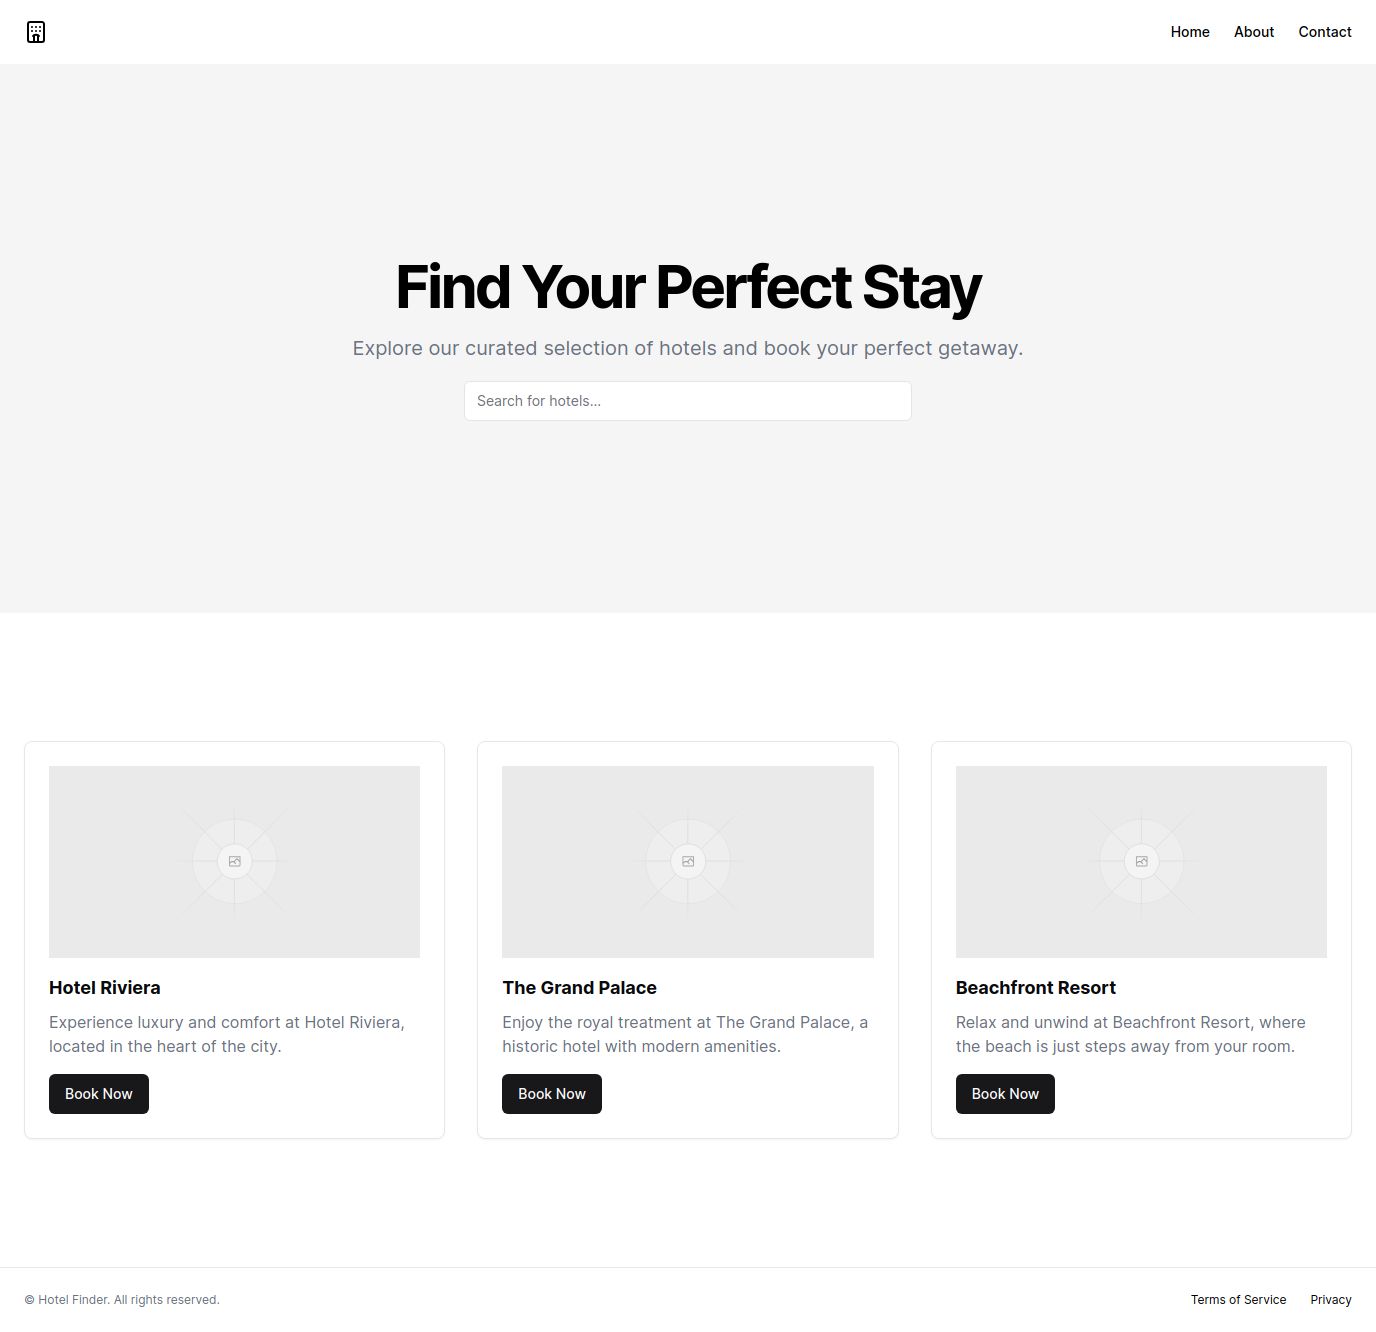 Home About Contact
Find Your Perfect Stay
Explore our curated selection of hotels and book your perfect getaway.
Search for hotels...
Hotel Riviera
Experience luxury and comfort at Hotel Riviera,
located in the heart of the city.
Book Now
The Grand Palace
Enjoy the royal treatment at The Grand Palace, a
historic hotel with modern amenities.
Book Now
Beachfront Resort
Relax and unwind at Beachfront Resort, where
the beach is just steps away from your room.
Book Now
© Hotel Finder. All rights reserved.
Terms of Service Privacy